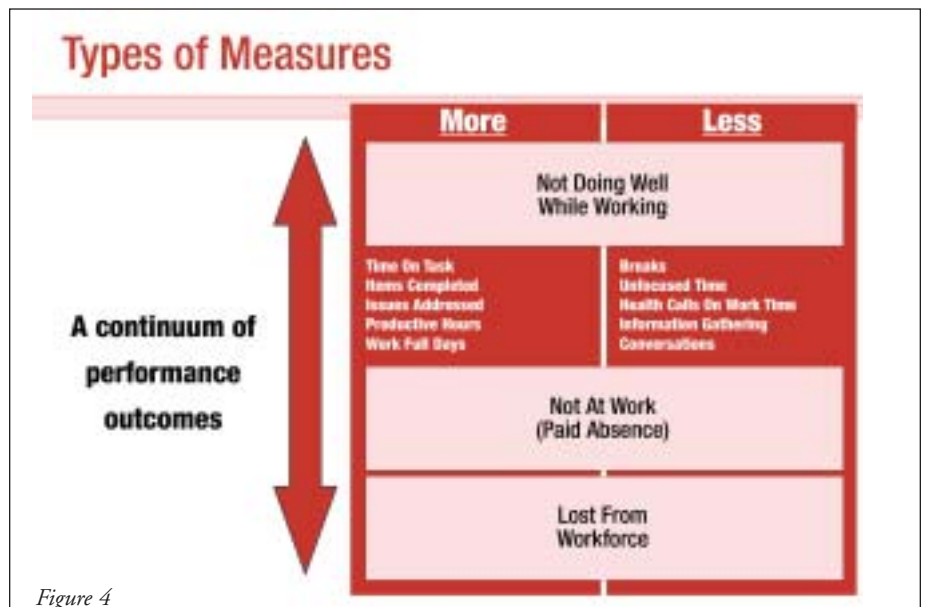 Types of Measures
More
Less
Not Doing Well
While Working
Time On Task
Items Completed
Issues Addressed
Productive Hours
Work Full Days
Breaks
Unfocused Time
Health Calls On Work Time
Information Gathering
Conversations
A continuum of
performance
outcomes
Not At Work
(Paid Absence)
Lost From
Workforce
Figure 4